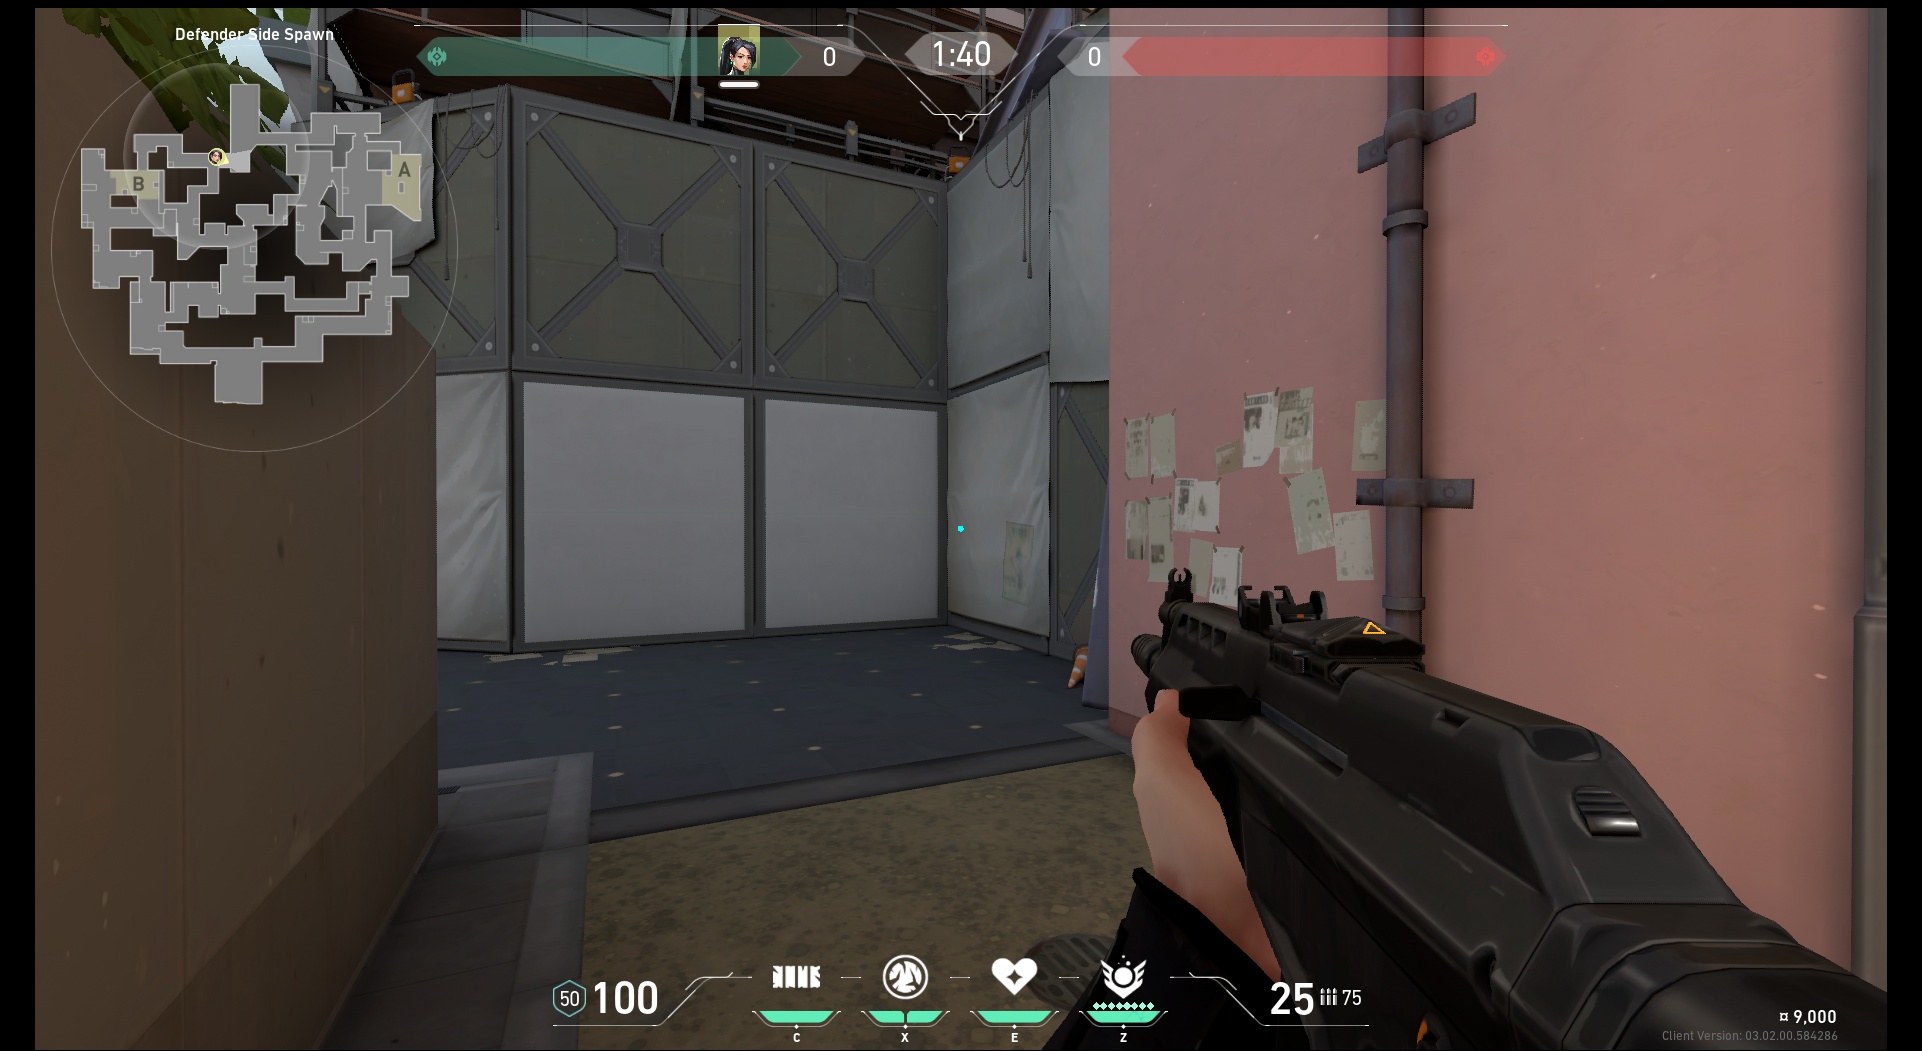 Defender Side Spawn
0
1:40
0
A
B
50
100
25
75
C
X
E
Z
¤ 9,000
Client Version: 03.02.00.584286